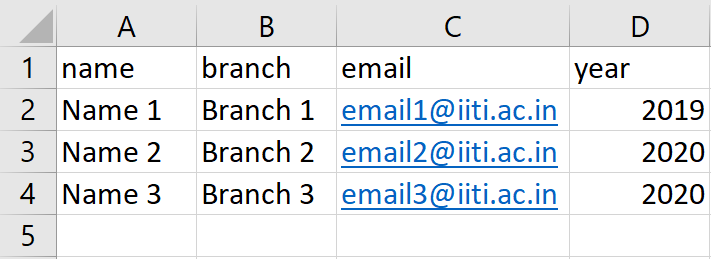 A B C D
1 name branch email year
2 Name 1 Branch 1 email1@iiti.ac.in 2019
3 Name 2 Branch 2 email2@iiti.ac.in 2020
4 Name 3 Branch 3 email3@iiti.ac.in 2020
5